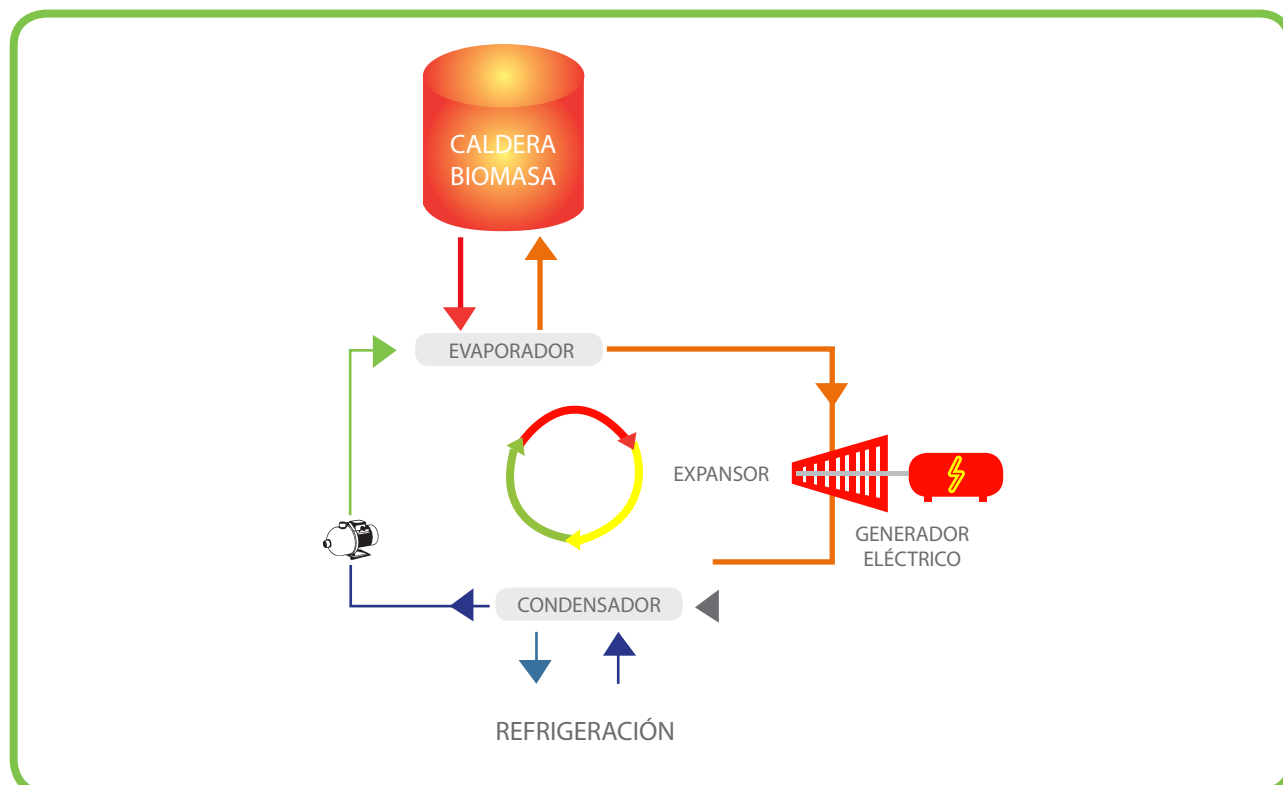 CALDERA
BIOMASA
EVAPORADOR
EXPANSOR
GENERADOR
ELÉCTRICO
CONDENSADOR
REFRIGERACIÓN